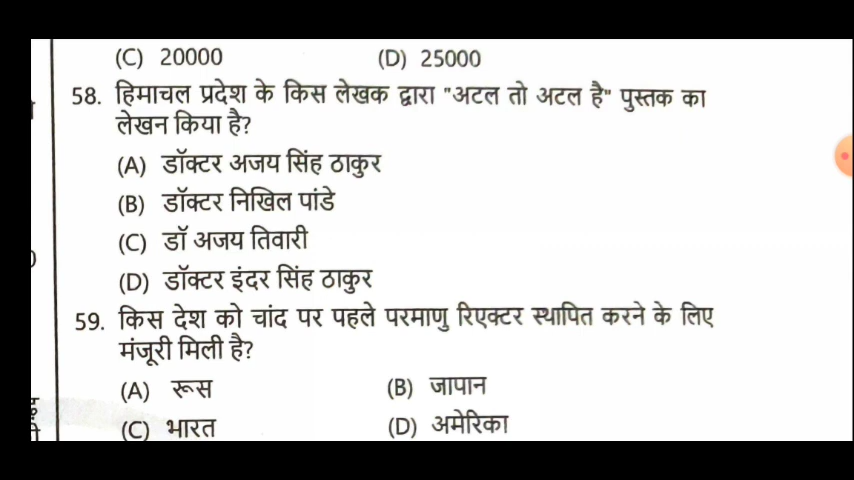 (C) 20000 (D) 25000
58. हिमाचल प्रदेश के किस लेखक द्वारा "अटल तो अटल है" पुस्तक का
लेखन किया है?
(A) डॉक्टर अजय सिंह ठाकुर
(B) डॉक्टर निखिल पांडे
(C) डॉ अजय तिवारी
(D) डॉक्टर इंदर सिंह ठाकुर
59. किस देश को चांद पर पहले परमाणु रिएक्टर स्थापित करने के लिए
मंजूरी मिली है?
(A) रूस (B) जापान
(C) भारत (D) अमेरिका